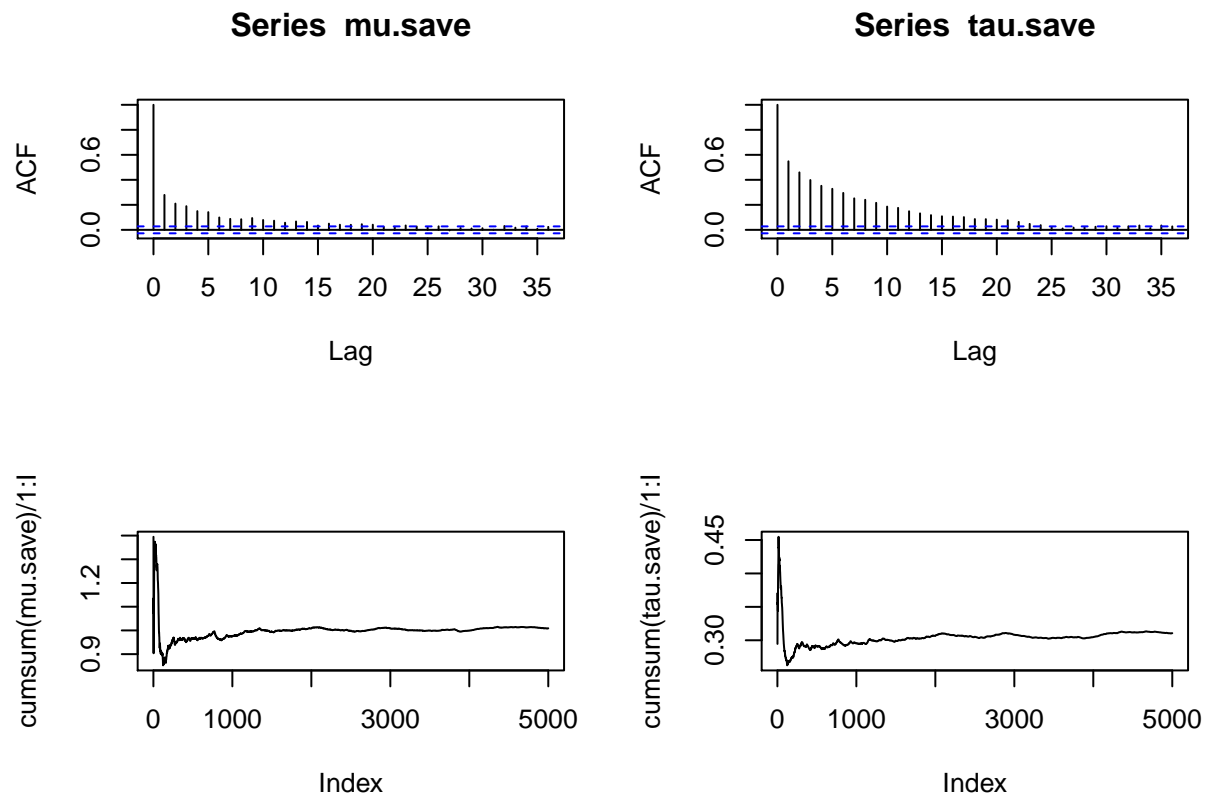 Series mu.save
ACF
0.0 0.6
0 5 10 15 20 25 30 35
Lag
Series tau.save
ACF
0.0 0.6
0 5 10 15 20 25 30 35
Lag
cumsum(mu.save)/1:I
0.9 1.2
0 1000 3000 5000
Index
cumsum(tau.save)/1:I
0.30 0.45
0 1000 3000 5000
Index